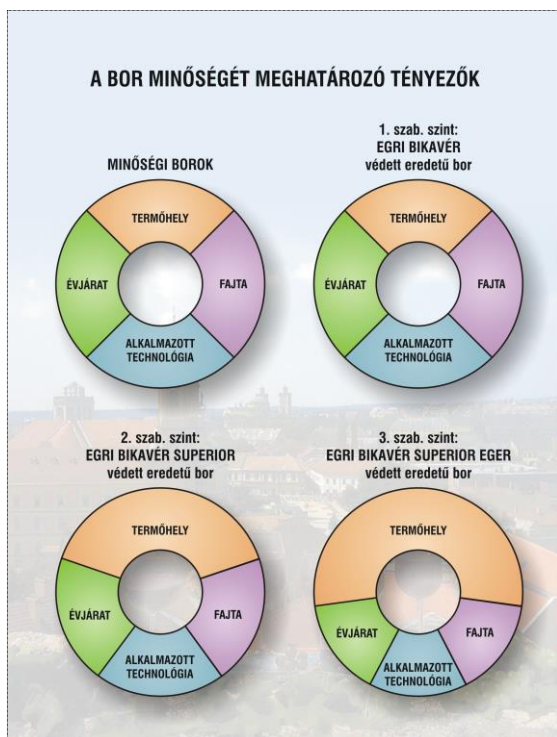 A BOR MINŐSÉGÉT MEGHATÁROZÓ TÉNYEZŐK
MINŐSÉGI BOROK
TERMŐHELY
ÉVJÁRAT
FAJTA
ALKALMAZOTT
TECHNOLÓGIA
1. szab. szint:
EGRI BIKAVÉR
védett eredetű bor
TERMŐHELY
ÉVJÁRAT
FAJTA
ALKALMAZOTT
TECHNOLÓGIA
2. szab. szint:
EGRI BIKAVÉR SUPERIOR
védett eredetű bor
TERMŐHELY
ÉVJÁRAT
FAJTA
ALKALMAZOTT
TECHNOLÓGIA
3. szab. szint:
EGRI BIKAVÉR SUPERIOR EGER
védett eredetű bor
TERMŐHELY
ÉVJÁRAT
FAJTA
ALKALMAZOTT
TECHNOLÓGIA